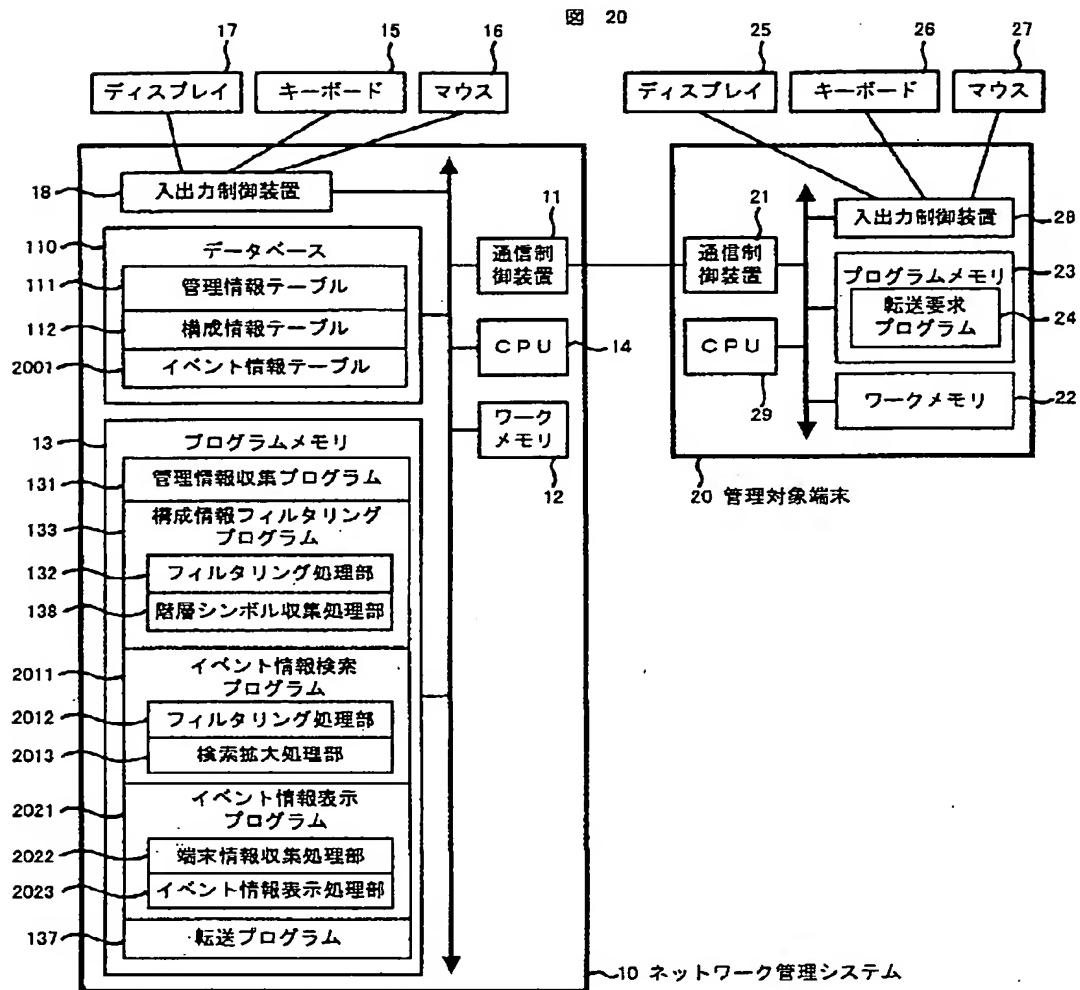 図 20
17
15
16
ディスプレイ
キーボード
マウス
18
入出力制御装置
110
データベース
111
管理情報テーブル
112
構成情報テーブル
2001
イベント情報テーブル
11
通信制
御装置
CPU
14
ワーク
メモリ
12
13
プログラムメモリ
131
管理情報収集プログラム
133
構成情報フィルタリング
プログラム
132
フィルタリング処理部
138
階層シンボル収集処理部
2011
イベント情報検索
プログラム
2012
フィルタリング処理部
2013
検索拡大処理部
2021
イベント情報表示
プログラム
2022
端末情報収集処理部
2023
イベント情報表示処理部
137
転送プログラム
10 ネットワーク管理システム
25
26
27
ディスプレイ
キーボード
マウス
21
通信制
御装置
入出力制御装置
28
プログラムメモリ
23
転送要求
プログラム
24
CPU
29
ワークメモリ
22
20 管理対象端末